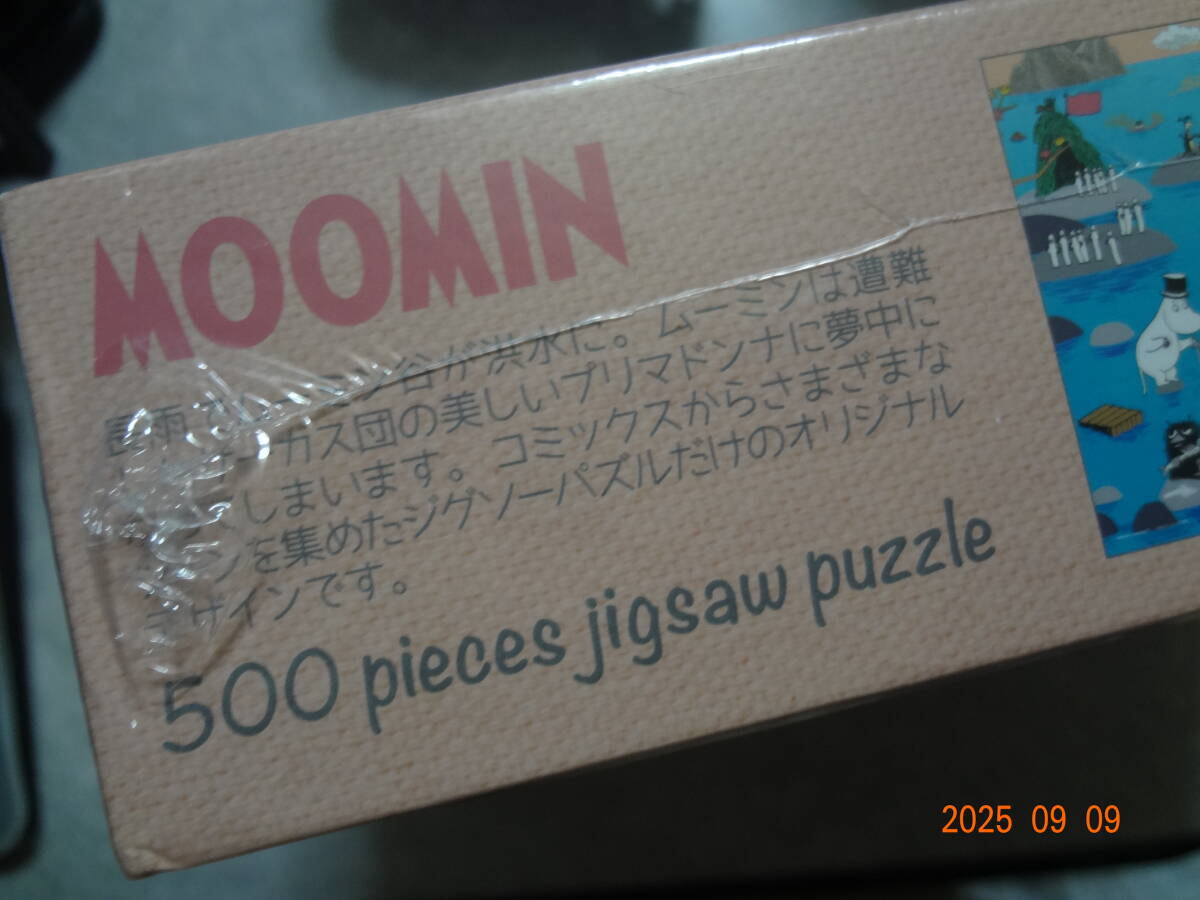 MOOMIN
豪雨でムーミン谷が洪水に。ムーミンは遭難
カス団の美しいプリマドンナに夢中に
しまいます。コミックスからさまざまな
ンを集めたジグソーパズルだけのオリジナル
デザインです。
500 pieces jigsaw puzzle
2025 09 09